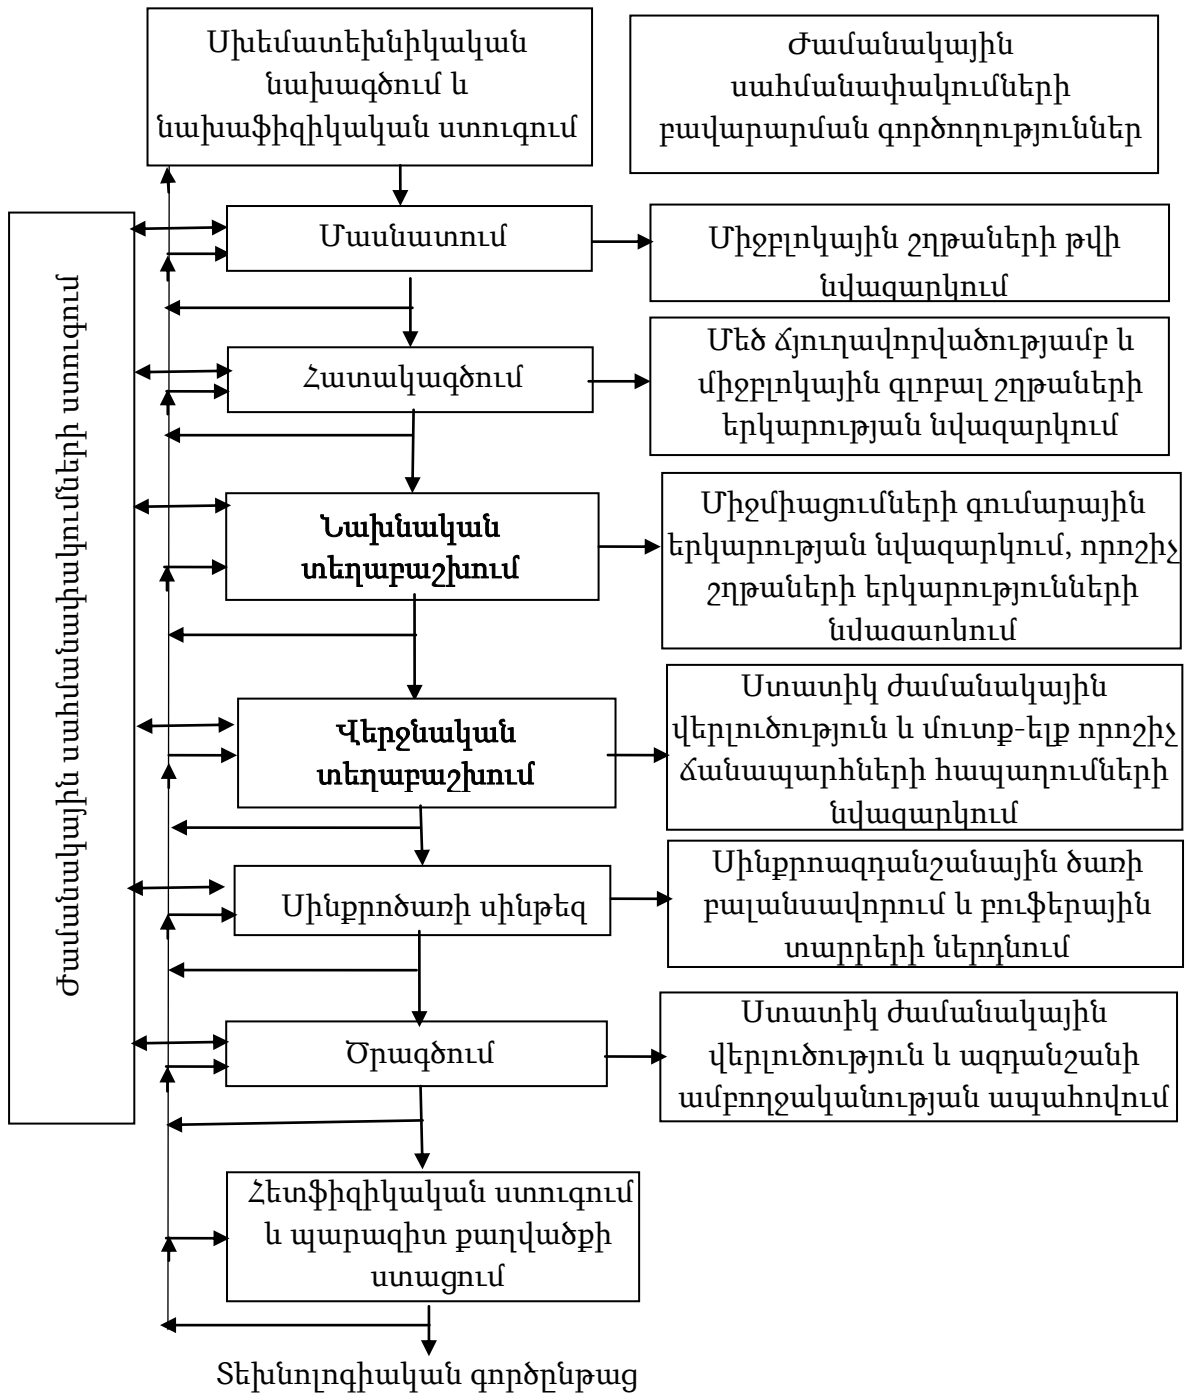 Սխեմատեխնիկական
նախագծում և
նախաֆիզիկական ստուգում
Ժամանակային
սահմանափակումների
բավարարման գործողություններ
Ժամանակային սահմանափակումների ստուգում
Մասնատում
Միջբլոկային շղթաների թվի
նվազարկում
Հատակագծում
Մեծ ճյուղավորվածությամբ և
միջբլոկային գլոբալ շղթաների
երկարության նվազարկում
Նախնական
տեղաբաշխում
Միջմիացումների գումարային
երկարության նվազարկում, որոշիչ
շղթաների երկարությունների
նվազարկում
Վերջնական
տեղաբաշխում
Ստատիկ ժամանակային
վերլուծություն և մուտք-ելք որոշիչ
ճանապարհների հապաղումների
նվազարկում
Սինքրոծառի սինթեզ
Սինքրոազդանշանային ծառի
բալանսավորում և բուֆերային
տարրերի ներդնում
Ծրագծում
Ստատիկ ժամանակային
վերլուծություն և ազդանշանի
ամբողջականության ապահովում
Հետֆիզիկական ստուգում
և պարազիտ քաղվածքի
ստացում
Տեխնոլոգիական գործընթաց